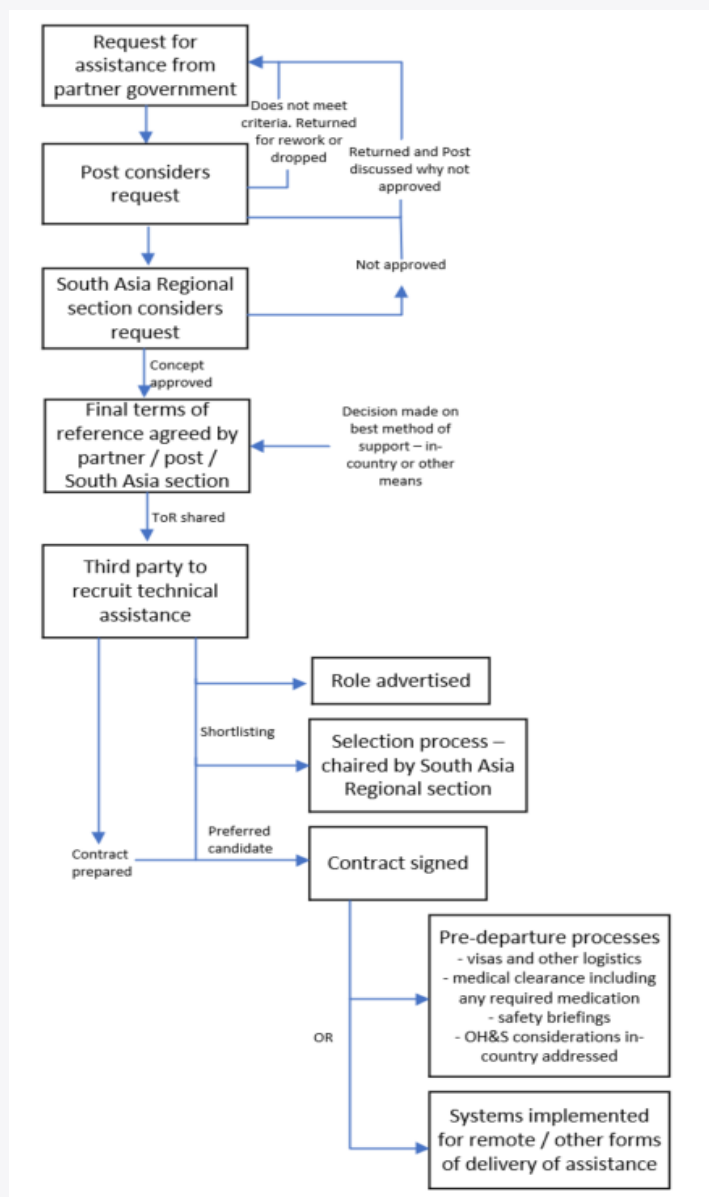 Request for
assistance from
partner government
Does not meet
criteria. Returned
for rework or
dropped
Returned and Post
discussed why not
approved
Post considers
request
Not approved
South Asia Regional
section considers
request
Concept
approved
Final terms of
reference agreed by
partner / post /
South Asia section
Decision made on
best method of
support – in-
country or other
means
ToR shared
Third party to
recruit technical
assistance
Role advertised
Shortlisting
Selection process –
chaired by South Asia
Regional section
Preferred
candidate
Contract
prepared
Contract signed
Pre-departure processes
- visas and other logistics
- medical clearance including
any required medication
- safety briefings
- OH&S considerations in-
country addressed
OR
Systems implemented
for remote / other forms
of delivery of assistance